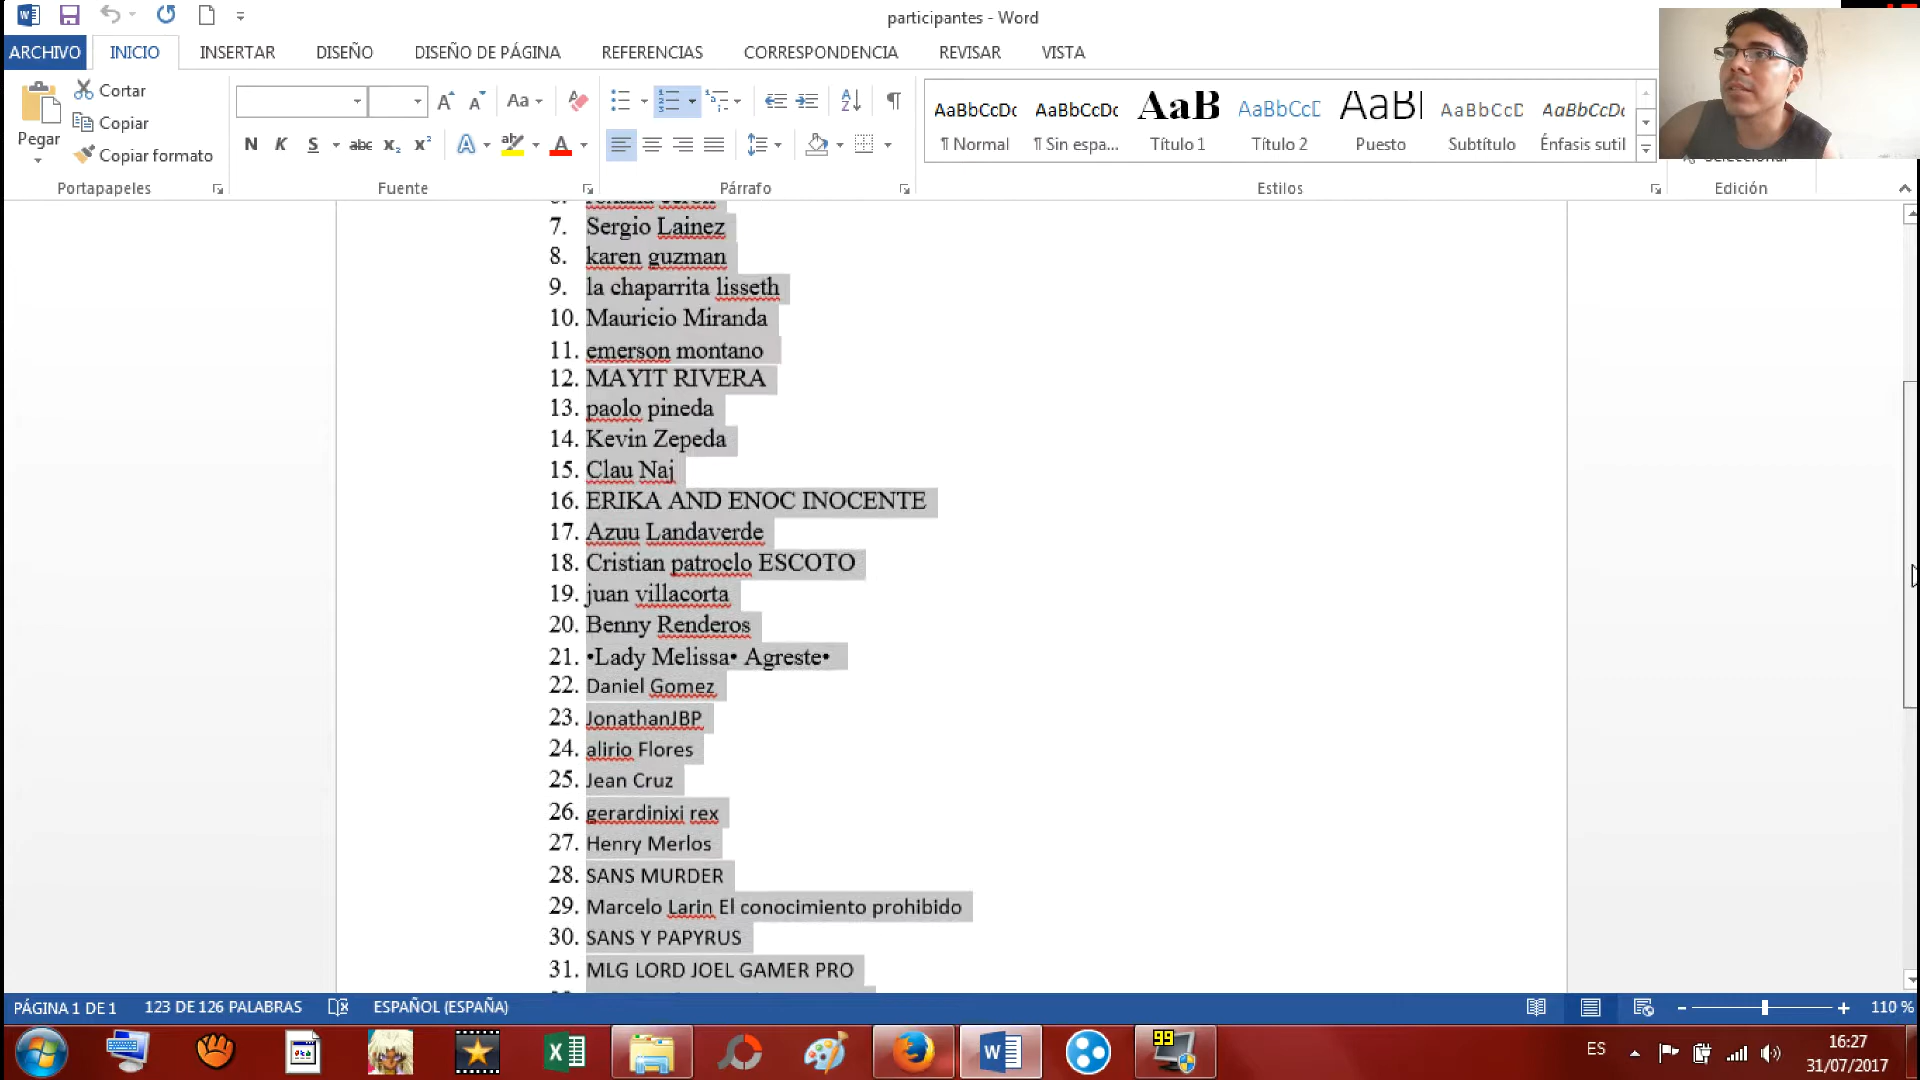 participantes - Word
ARCHIVO INICIO INSERTAR DISEÑO DISEÑO DE PÁGINA REFERENCIAS CORRESPONDENCIA REVISAR VISTA
Pegar
Cortar
Copiar
Copiar formato
Portapapeles
Aa
N K S abc x₂ x² A A
Fuente
Párrafo
AaBbCcDc AaBbCcDc AaB AaBbCcD AaBl AaBbCcD AaBbCcDc
¶ Normal ¶ Sin espa... Título 1 Título 2 Puesto Subtítulo Énfasis sutil
Estilos
Seleccionar
Edición
7. Sergio Lainez
8. karen guzman
9. la chaparrita lisseth
10. Mauricio Miranda
11. emerson montano
12. MAYIT RIVERA
13. paolo pineda
14. Kevin Zepeda
15. Clau Naj
16. ERIKA AND ENOC INOCENTE
17. Azuu Landaverde
18. Cristian patroclo ESCOTO
19. juan villacorta
20. Benny Renderos
21. •Lady Melissa• Agreste•
22. Daniel Gomez
23. JonathanJBP
24. alirio Flores
25. Jean Cruz
26. gerardinixi rex
27. Henry Merlos
28. SANS MURDER
29. Marcelo Larin El conocimiento prohibido
30. SANS Y PAPYRUS
31. MLG LORD JOEL GAMER PRO
PÁGINA 1 DE 1 123 DE 126 PALABRAS ESPAÑOL (ESPAÑA) 110 %
99
ES
16:27
31/07/2017